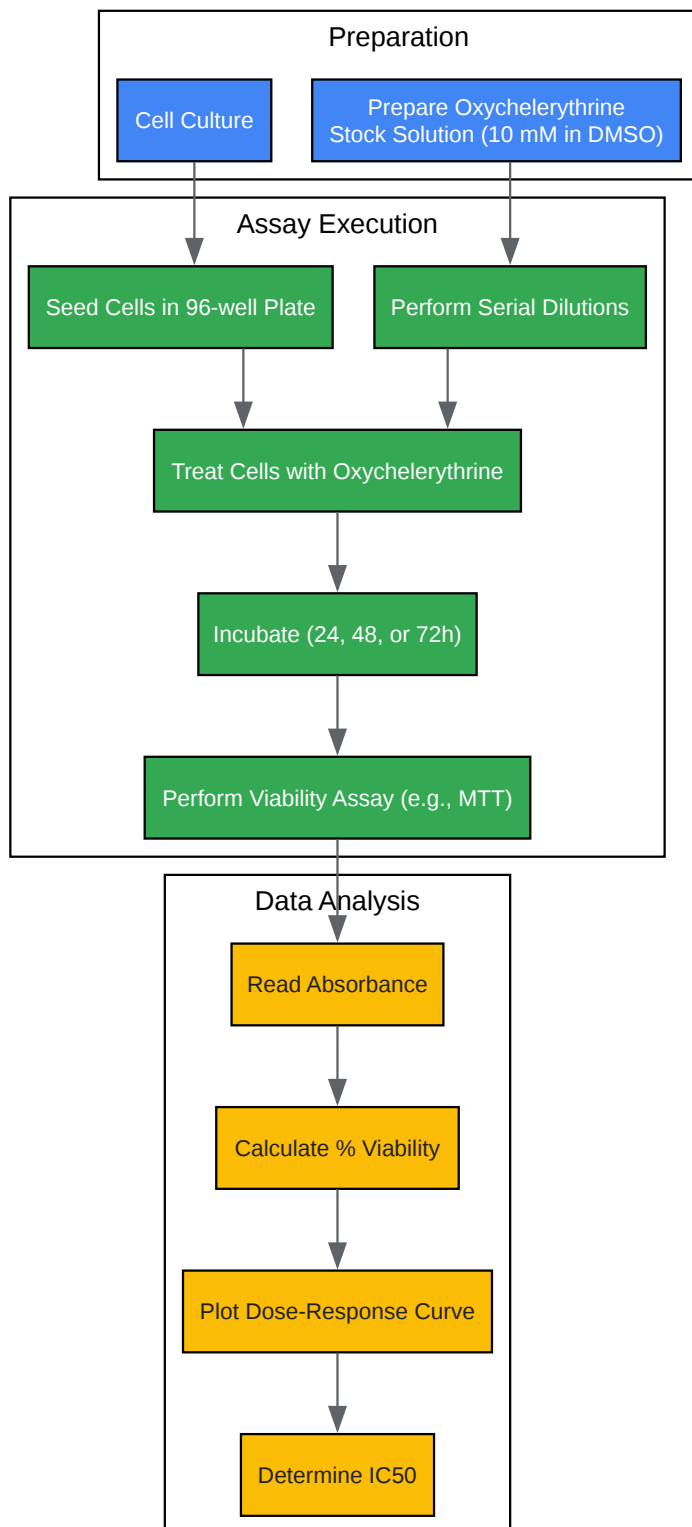 Preparation
Cell Culture
Prepare Oxychelerythrine
Stock Solution (10 mM in DMSO)
Assay Execution
Seed Cells in 96-well Plate
Perform Serial Dilutions
Treat Cells with Oxychelerythrine
Incubate (24, 48, or 72h)
Perform Viability Assay (e.g., MTT)
Data Analysis
Read Absorbance
Calculate % Viability
Plot Dose-Response Curve
Determine IC50